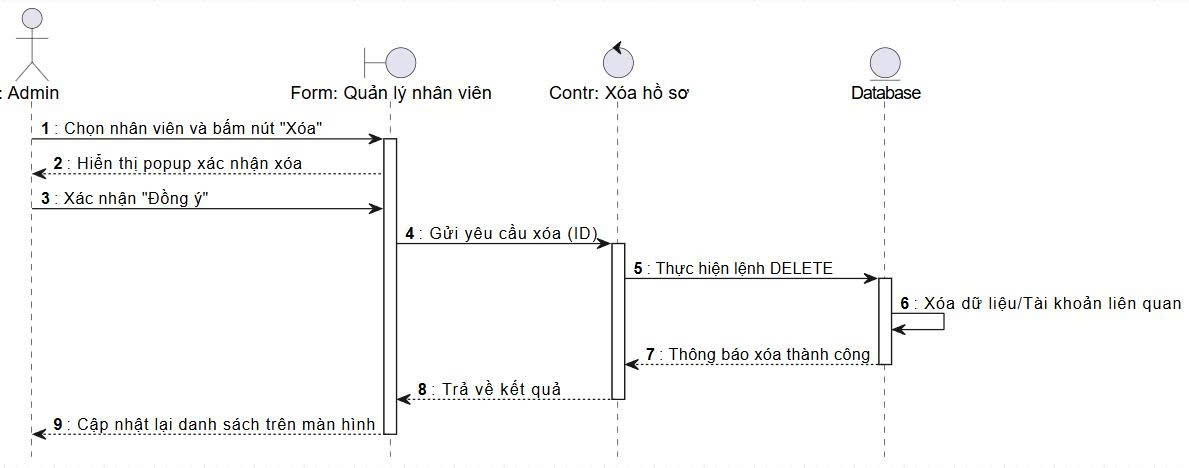 : Admin
Form: Quản lý nhân viên
Contr: Xóa hồ sơ
Database
1 : Chọn nhân viên và bấm nút "Xóa"
2 : Hiển thị popup xác nhận xóa
3 : Xác nhận "Đồng ý"
4 : Gửi yêu cầu xóa (ID)
5 : Thực hiện lệnh DELETE
6 : Xóa dữ liệu/Tài khoản liên quan
7 : Thông báo xóa thành công
8 : Trả về kết quả
9 : Cập nhật lại danh sách trên màn hình